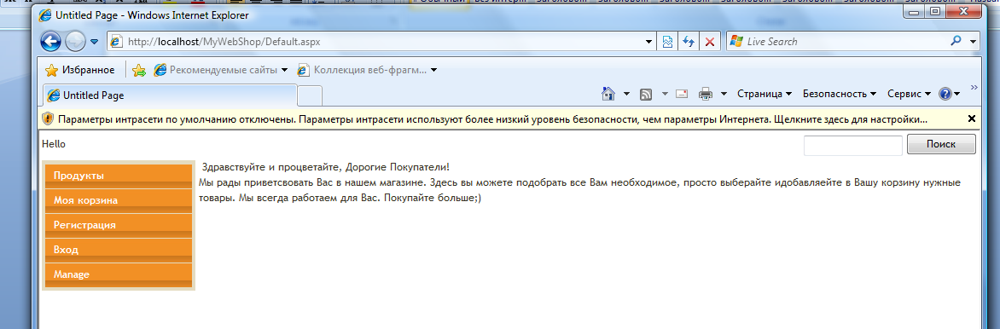 Untitled Page - Windows Internet Explorer
http://localhost/MyWebShop/Default.aspx
Live Search
Избранное
Рекомендуемые сайты
Коллекция веб-фрагм...
Untitled Page
Страница
Безопасность
Сервис
Параметры интрасети по умолчанию отключены. Параметры интрасети используют более низкий уровень безопасности, чем параметры Интернета. Щелкните здесь для настройки...
Hello
Поиск
Продукты
Моя корзина
Регистрация
Вход
Manage
Здравствуйте и процветайте, Дорогие Покупатели!
Мы рады приветсвовать Вас в нашем магазине. Здесь вы можете подобрать все Вам необходимое, просто выберайте идобавляейте в Вашу корзину нужные
товары. Мы всегда работаем для Вас. Покупайте больше;)